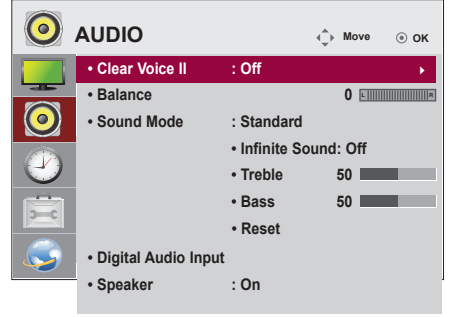 AUDIO Move OK
• Clear Voice II : Off
• Balance 0 L R
• Sound Mode : Standard
• Infinite Sound: Off
• Treble 50
• Bass 50
• Reset
• Digital Audio Input
• Speaker : On